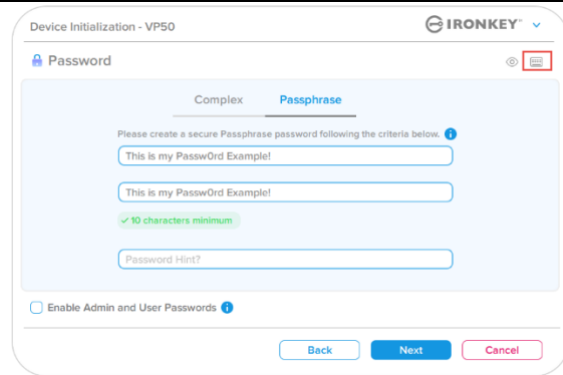 Device Initialization - VP50
IRONKEY
Password
Complex Passphrase
Please create a secure Passphrase password following the criteria below.
This is my Passw0rd Example!
This is my Passw0rd Example!
✓ 10 characters minimum
Password Hint?
Enable Admin and User Passwords
Back Next Cancel